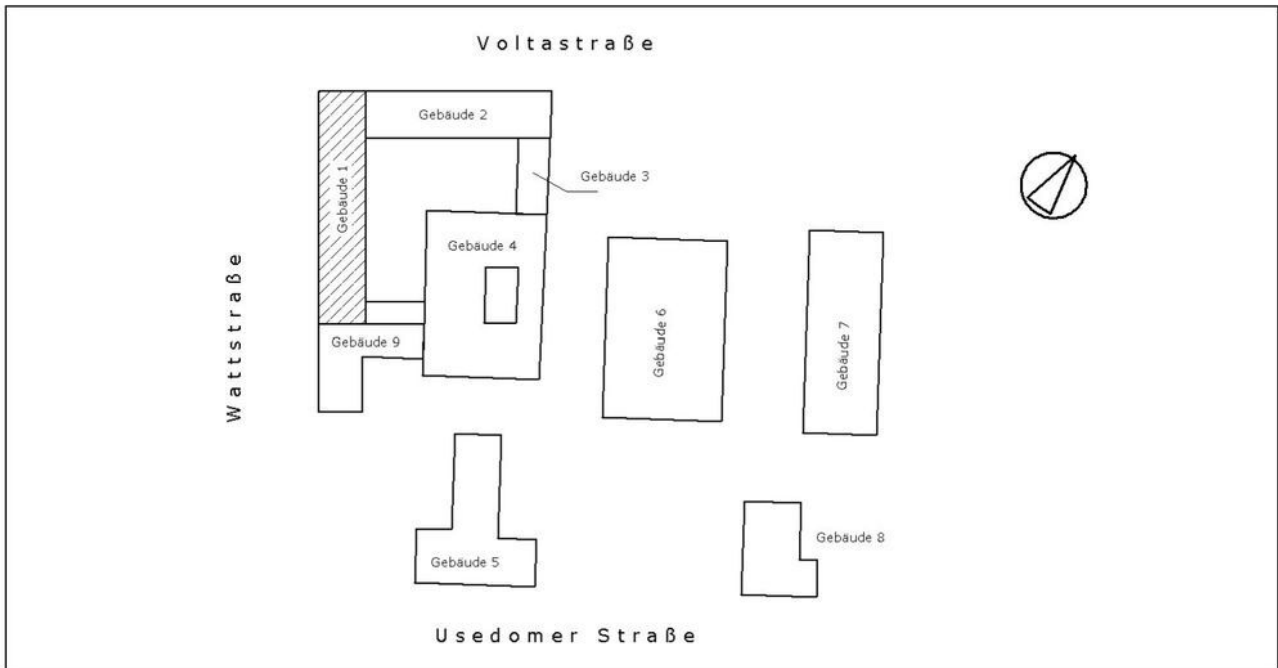 Voltastraße
Gebäude 2
Gebäude 1
Gebäude 3
Gebäude 4
Wattstraße
Gebäude 9
Gebäude 6
Gebäude 7
Gebäude 5
Gebäude 8
Usedomer Straße